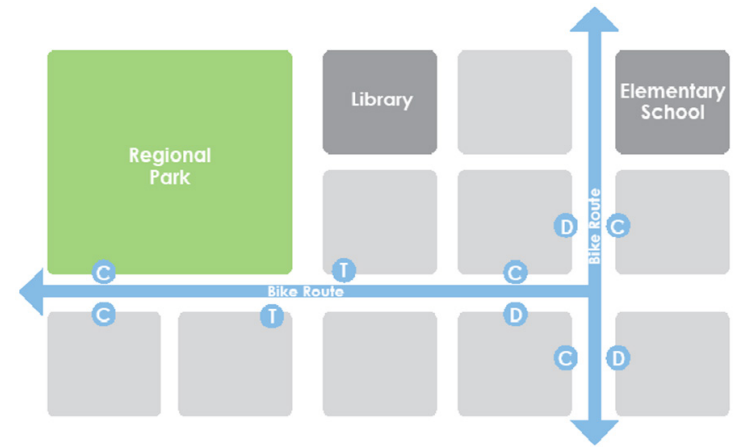 Library
Elementary
School
Regional
Park
Bike Route
D
C
C
T
C
Bike Route
C
T
D
C
D